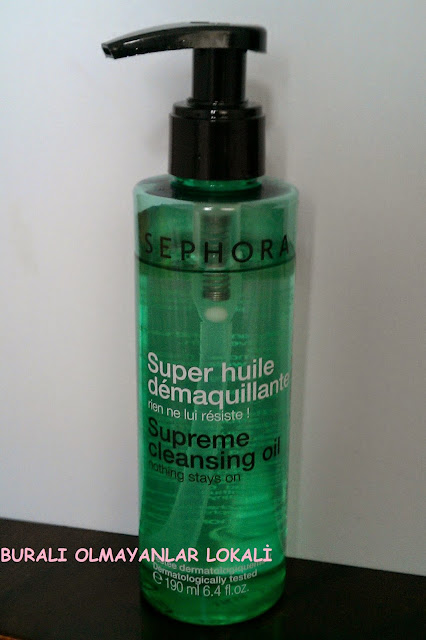 SEPHORA
Super huile
démaquillante
rien ne lui résiste !
Supreme
cleansing oil
nothing stays on
BURALI OLMAYANLAR LOKALİ
dermatologically tested
℮ 190 ml 6.4 fl.oz.